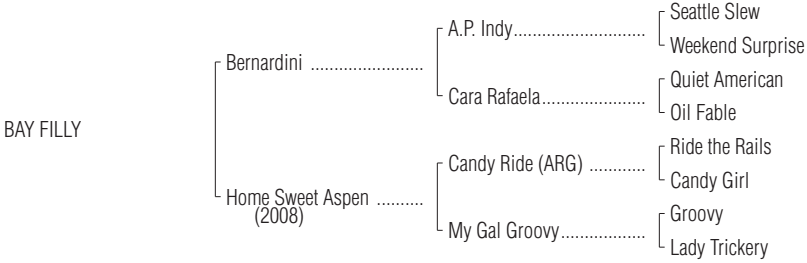 Seattle Slew
A.P. Indy............................
Weekend Surprise
Bernardini ........................
Quiet American
Cara Rafaela......................
Oil Fable
BAY FILLY
Ride the Rails
Candy Ride (ARG) ............
Candy Girl
Home Sweet Aspen ..........
(2008)
Groovy
My Gal Groovy..................
Lady Trickery